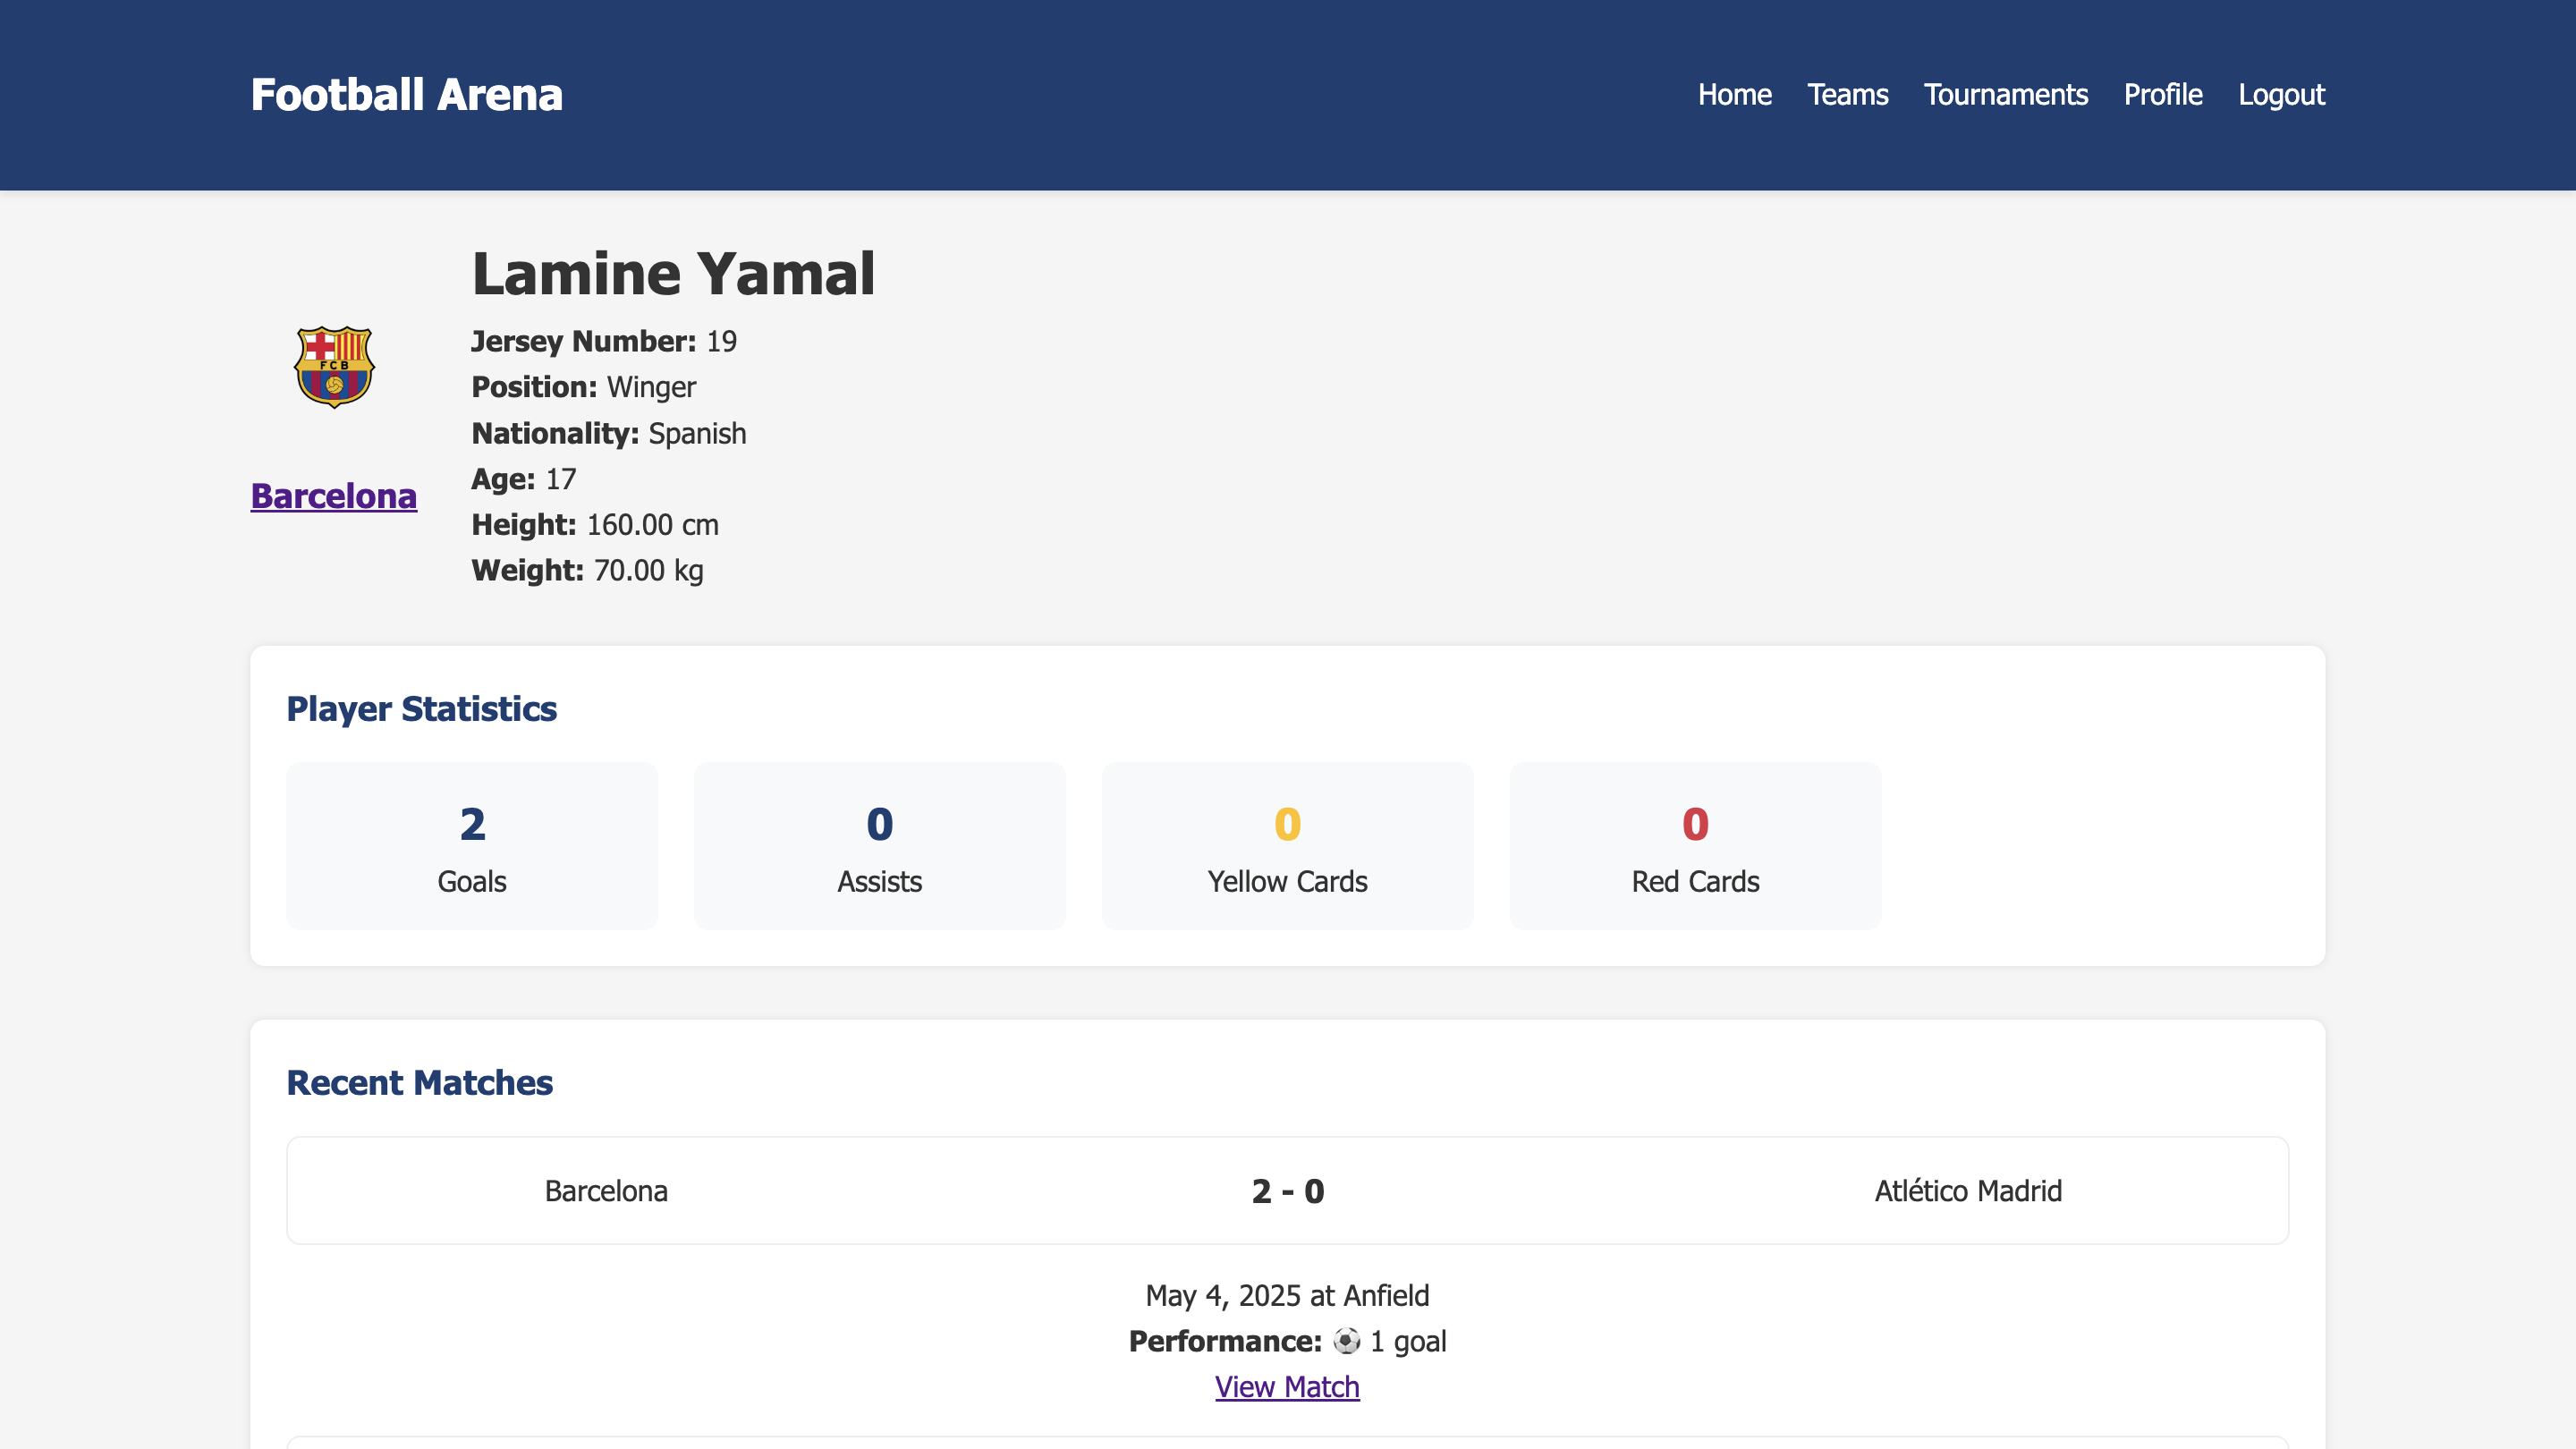 Football Arena
Home Teams Tournaments Profile Logout
Lamine Yamal
FCB
Barcelona
Jersey Number: 19
Position: Winger
Nationality: Spanish
Age: 17
Height: 160.00 cm
Weight: 70.00 kg
Player Statistics
2 0 0 0
Goals Assists Yellow Cards Red Cards
Recent Matches
Barcelona 2 - 0 Atlético Madrid
May 4, 2025 at Anfield
Performance: ⚽ 1 goal
View Match